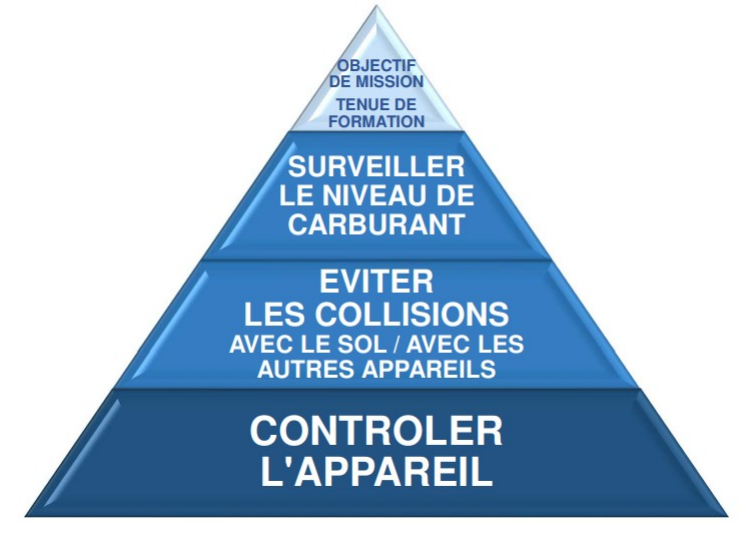 OBJECTIF
DE MISSION
TENUE DE
FORMATION
SURVEILLER
LE NIVEAU DE
CARBURANT
EVITER
LES COLLISIONS
AVEC LE SOL / AVEC LES
AUTRES APPAREILS
CONTROLER
L'APPAREIL